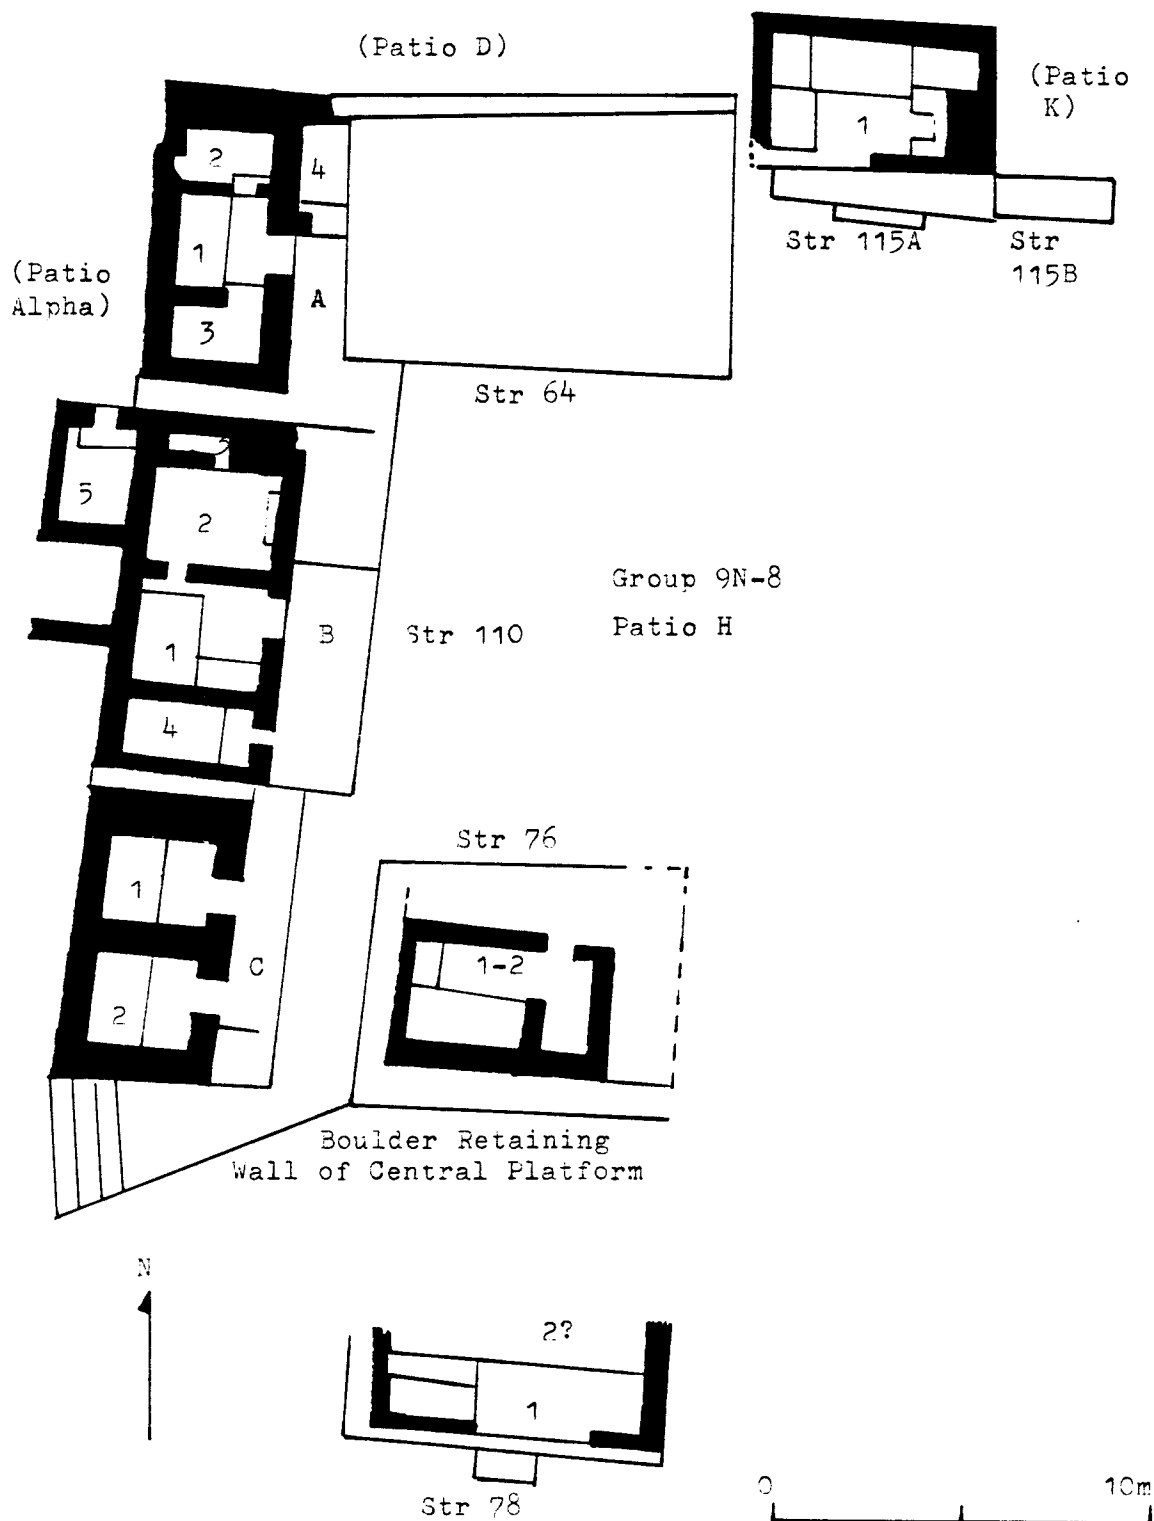 (Patio D)
(Patio
K)
2
4
1
1
Str 115A
Str
115B
(Patio
Alpha)
A
3
Str 64
3
5
2
Group 9N-8
B
Str 110
Patio H
1
4
Str 76
1
1-2
C
2
Boulder Retaining
Wall of Central Platform
N
2?
1
0
10m
Str 78